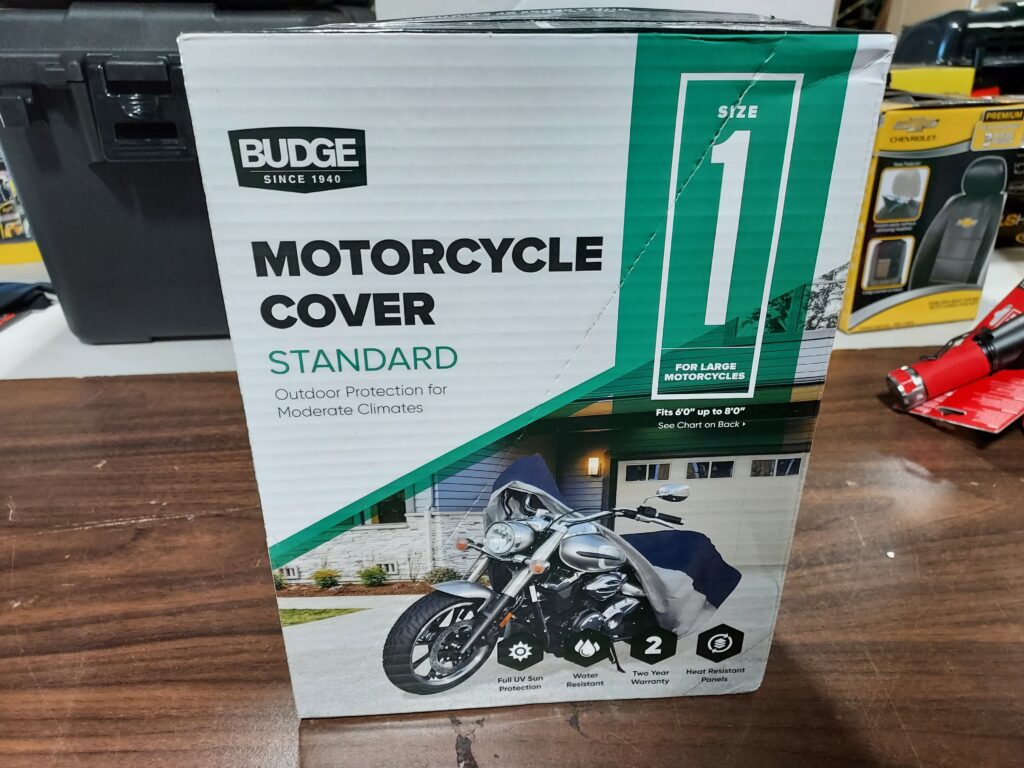 BUDGE
SINCE 1940
MOTORCYCLE
COVER
STANDARD
Outdoor Protection for
Moderate Climates
SIZE
1
FOR LARGE
MOTORCYCLES
Fits 6'0" up to 8'0"
See Chart on Back ›
Full UV Sun
Protection
Water
Resistant
2
Two Year
Warranty
Heat Resistant
Panels
CHEVROLET
PREMIUM